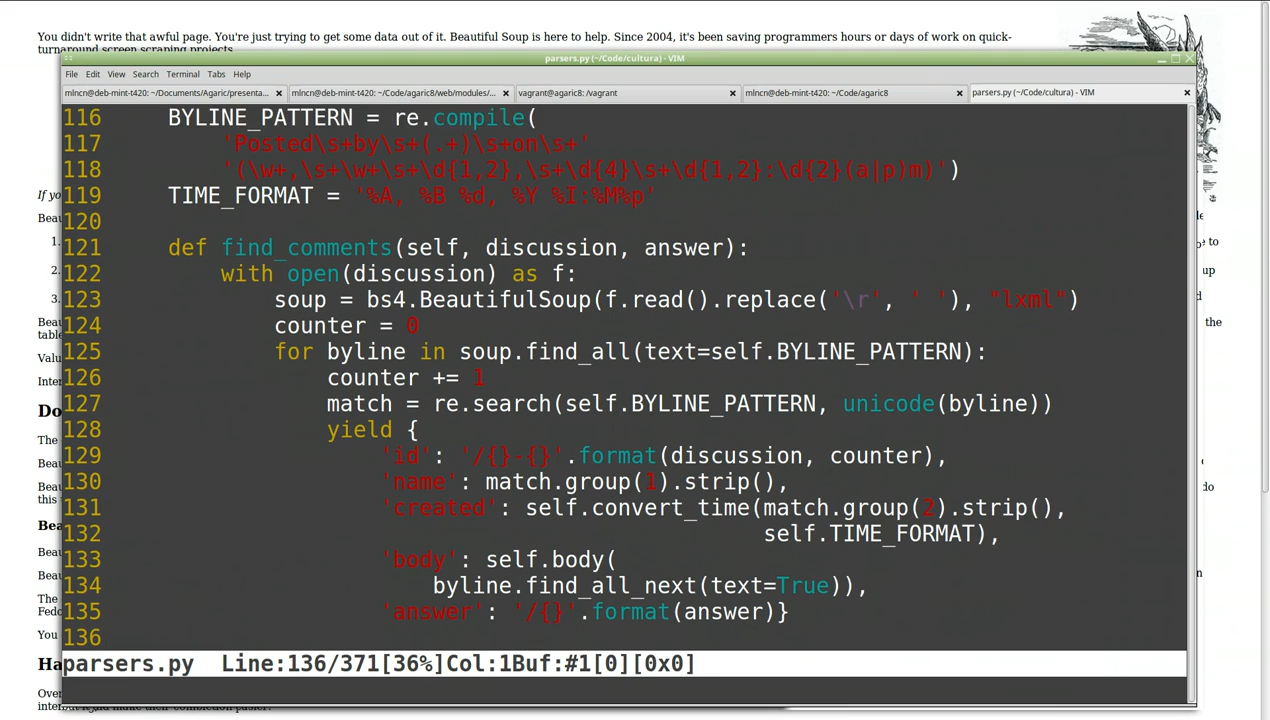 You didn't write that awful page. You're just trying to get some data out of it. Beautiful Soup is here to help. Since 2004, it's been saving programmers hours or days of work on quick-
turnaround screen scraping projects.
parsers.py (~/Code/cultura) - VIM
File Edit View Search Terminal Tabs Help
mlncn@deb-mint-t420: ~/Documents/Agaric/presenta... mlncn@deb-mint-t420: ~/Code/agaric8/web/modules/... vagrant@agaric8: /vagrant mlncn@deb-mint-t420: ~/Code/agaric8 parsers.py (~/Code/cultura) - VIM
116 BYLINE_PATTERN = re.compile(
117 'Posted\s+by\s+(.+)\s+on\s+'
118 '(\w+,\s+\w+\s+\d{1,2},\s+\d{4}\s+\d{1,2}:\d{2}(a|p)m)')
119 TIME_FORMAT = '%A, %B %d, %Y %I:%M%p'
120
121 def find_comments(self, discussion, answer):
122 with open(discussion) as f:
123 soup = bs4.BeautifulSoup(f.read().replace('\r', ' '), "lxml")
124 counter = 0
125 for byline in soup.find_all(text=self.BYLINE_PATTERN):
126 counter += 1
127 match = re.search(self.BYLINE_PATTERN, unicode(byline))
128 yield {
129 'id': '/{}-{}'.format(discussion, counter),
130 'name': match.group(1).strip(),
131 'created': self.convert_time(match.group(2).strip(),
132 self.TIME_FORMAT),
133 'body': self.body(
134 byline.find_all_next(text=True)),
135 'answer': '/{}'.format(answer)}
136
parsers.py Line:136/371[36%]Col:1Buf:#1[0][0x0]